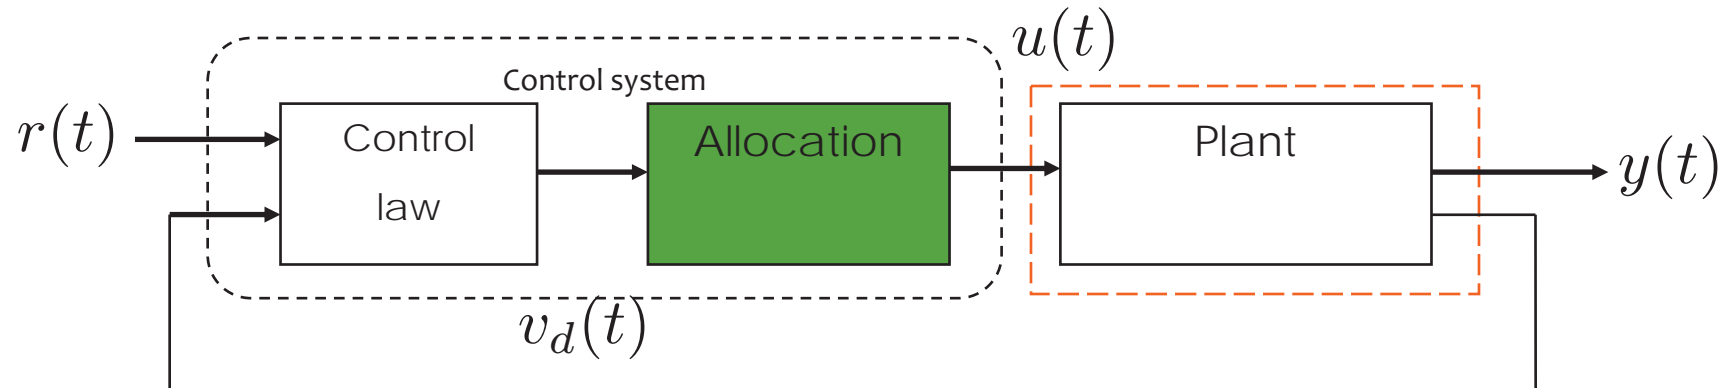 u(t)
Control system
r(t)
Control
law
Allocation
Plant
y(t)
v_d(t)